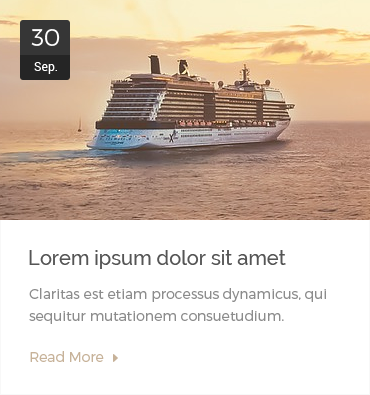 30
Sep.
Lorem ipsum dolor sit amet
Claritas est etiam processus dynamicus, qui
sequitur mutationem consuetudium.
Read More